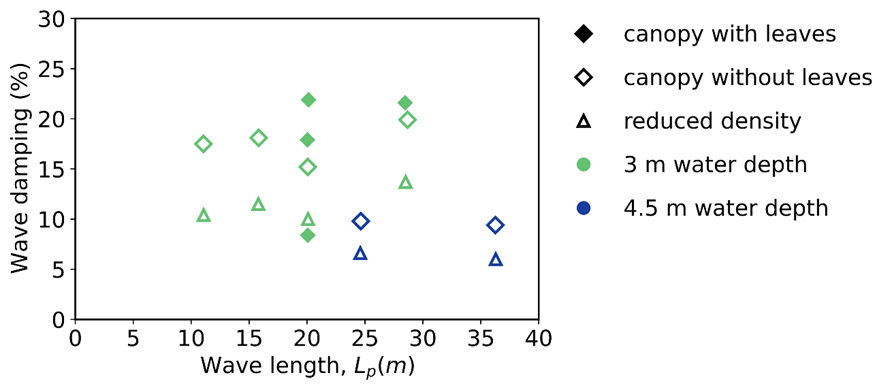 30
25
20
15
10
5
0
0 5 10 15 20 25 30 35 40
Wave damping (%)
Wave length, Lₚ(m)
canopy with leaves
canopy without leaves
reduced density
3 m water depth
4.5 m water depth